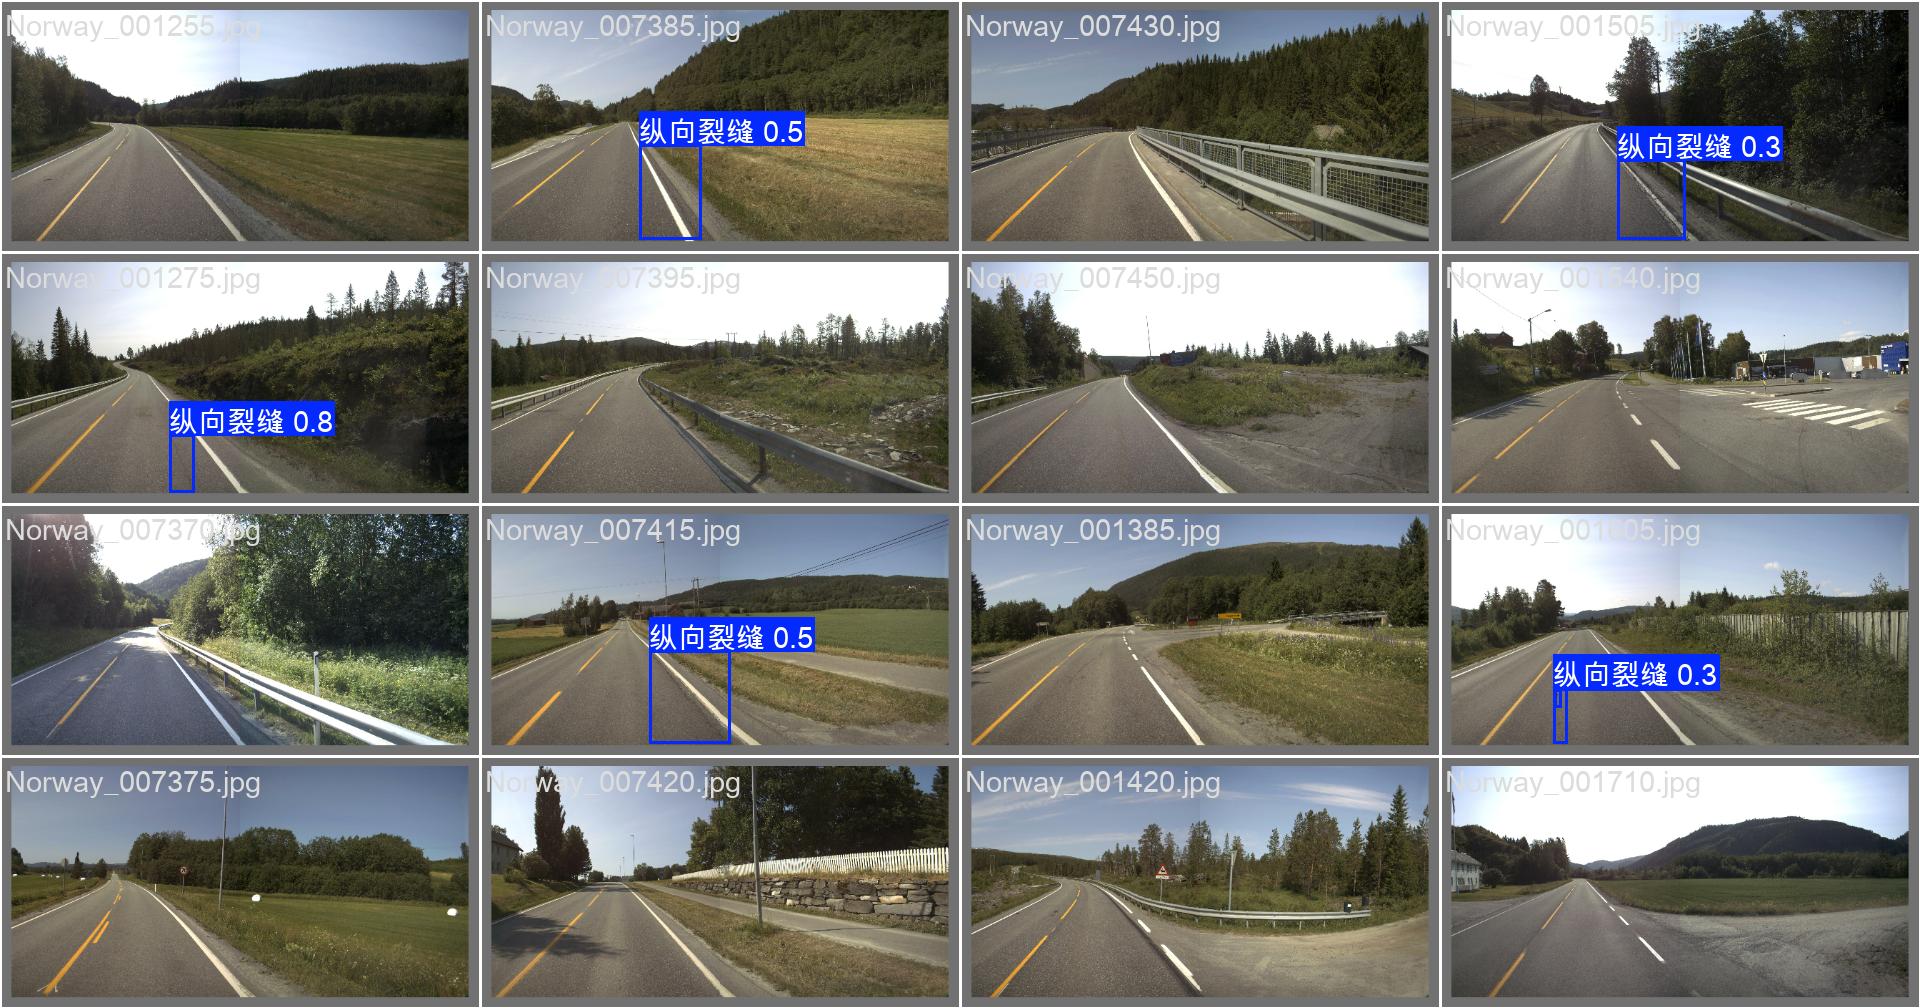 Norway_001255.jpg
Norway_007385.jpg
纵向裂缝 0.5
Norway_007430.jpg
Norway_001505.jpg
纵向裂缝 0.3
Norway_001275.jpg
纵向裂缝 0.8
Norway_007395.jpg
Norway_007450.jpg
Norway_001540.jpg
Norway_007370.jpg
Norway_007415.jpg
纵向裂缝 0.5
Norway_001385.jpg
Norway_001605.jpg
纵向裂缝 0.3
Norway_007375.jpg
Norway_007420.jpg
Norway_001420.jpg
Norway_001710.jpg